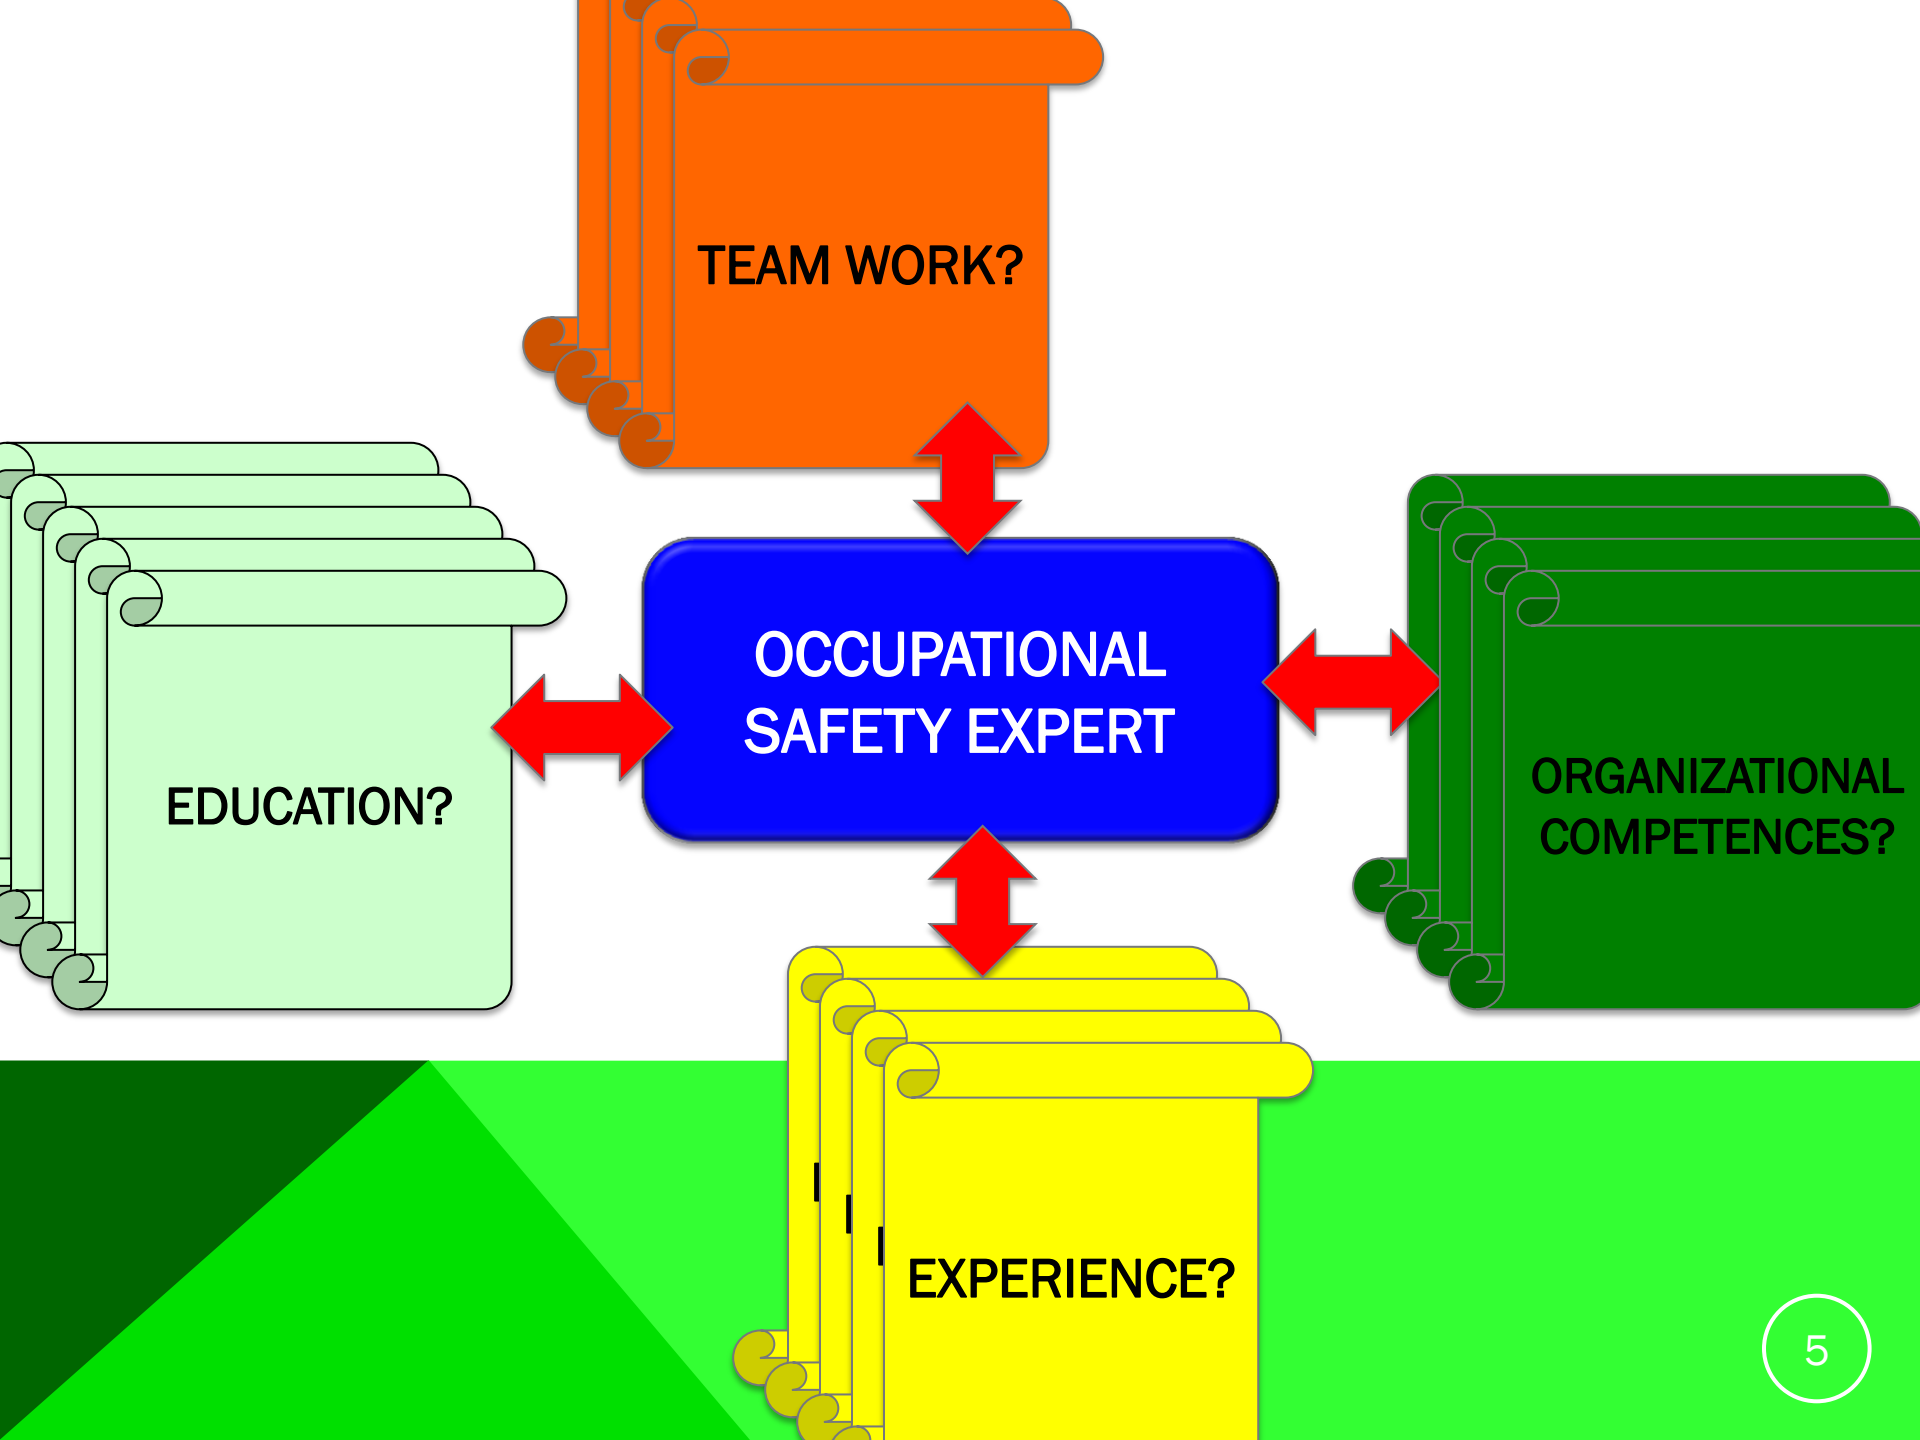 TEAM WORK?
OCCUPATIONAL
SAFETY EXPERT
EDUCATION?
ORGANIZATIONAL
COMPETENCES?
EXPERIENCE?
5